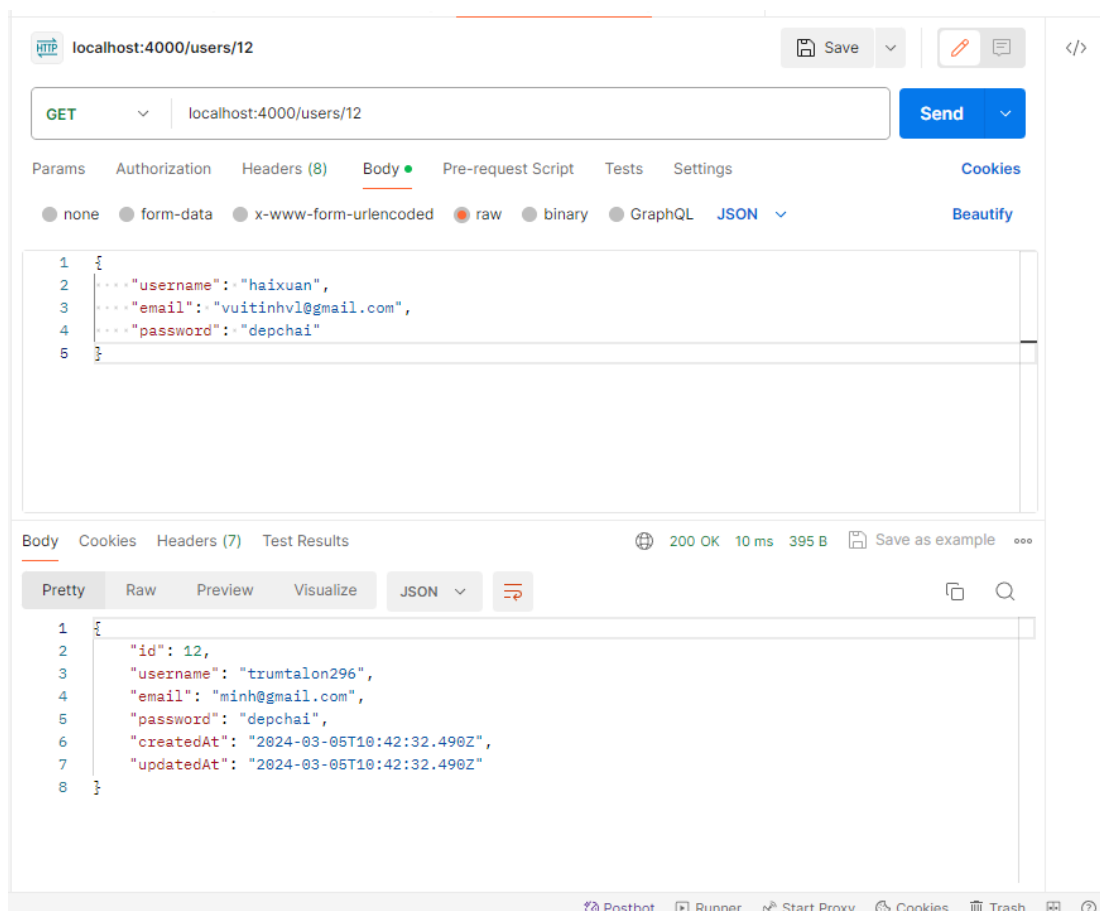 HTTP localhost:4000/users/12 Save </>
GET localhost:4000/users/12 Send
Params Authorization Headers (8) Body Pre-request Script Tests Settings Cookies
none form-data x-www-form-urlencoded raw binary GraphQL JSON Beautify
1 {
2 "username": "haixuan",
3 "email": "vuitinhvl@gmail.com",
4 "password": "depchai"
5 }
Body Cookies Headers (7) Test Results 200 OK 10 ms 395 B Save as example
Pretty Raw Preview Visualize JSON
1 {
2 "id": 12,
3 "username": "trumtalon296",
4 "email": "minh@gmail.com",
5 "password": "depchai",
6 "createdAt": "2024-03-05T10:42:32.490Z",
7 "updatedAt": "2024-03-05T10:42:32.490Z"
8 }
Postbot Runner Start Proxy Cookies Trash